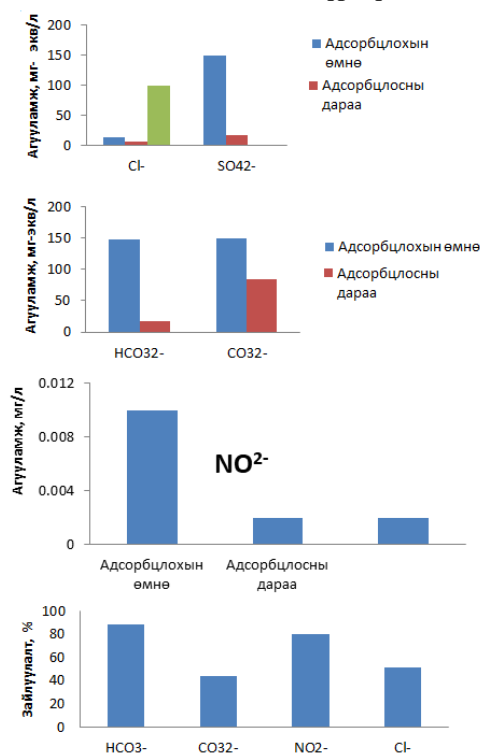 Агууламж, мг- экв/л
200
150
100
50
0
Cl-
SO42-
Адсорбцлохын
өмнө
Адсорбцлосны
дараа
Агууламж, мг-экв/л
200
150
100
50
0
HCO32-
CO32-
Адсорбцлохын өмнө
Адсорбцлосны
дараа
Агууламж, мг/л
0.012
0.008
0.004
0
NO²⁻
Адсорбцлохын
өмнө
Адсорбцлосны
дараа
Зайлуулалт, %
100
80
60
40
20
0
HCO3-
CO32-
NO2-
Cl-